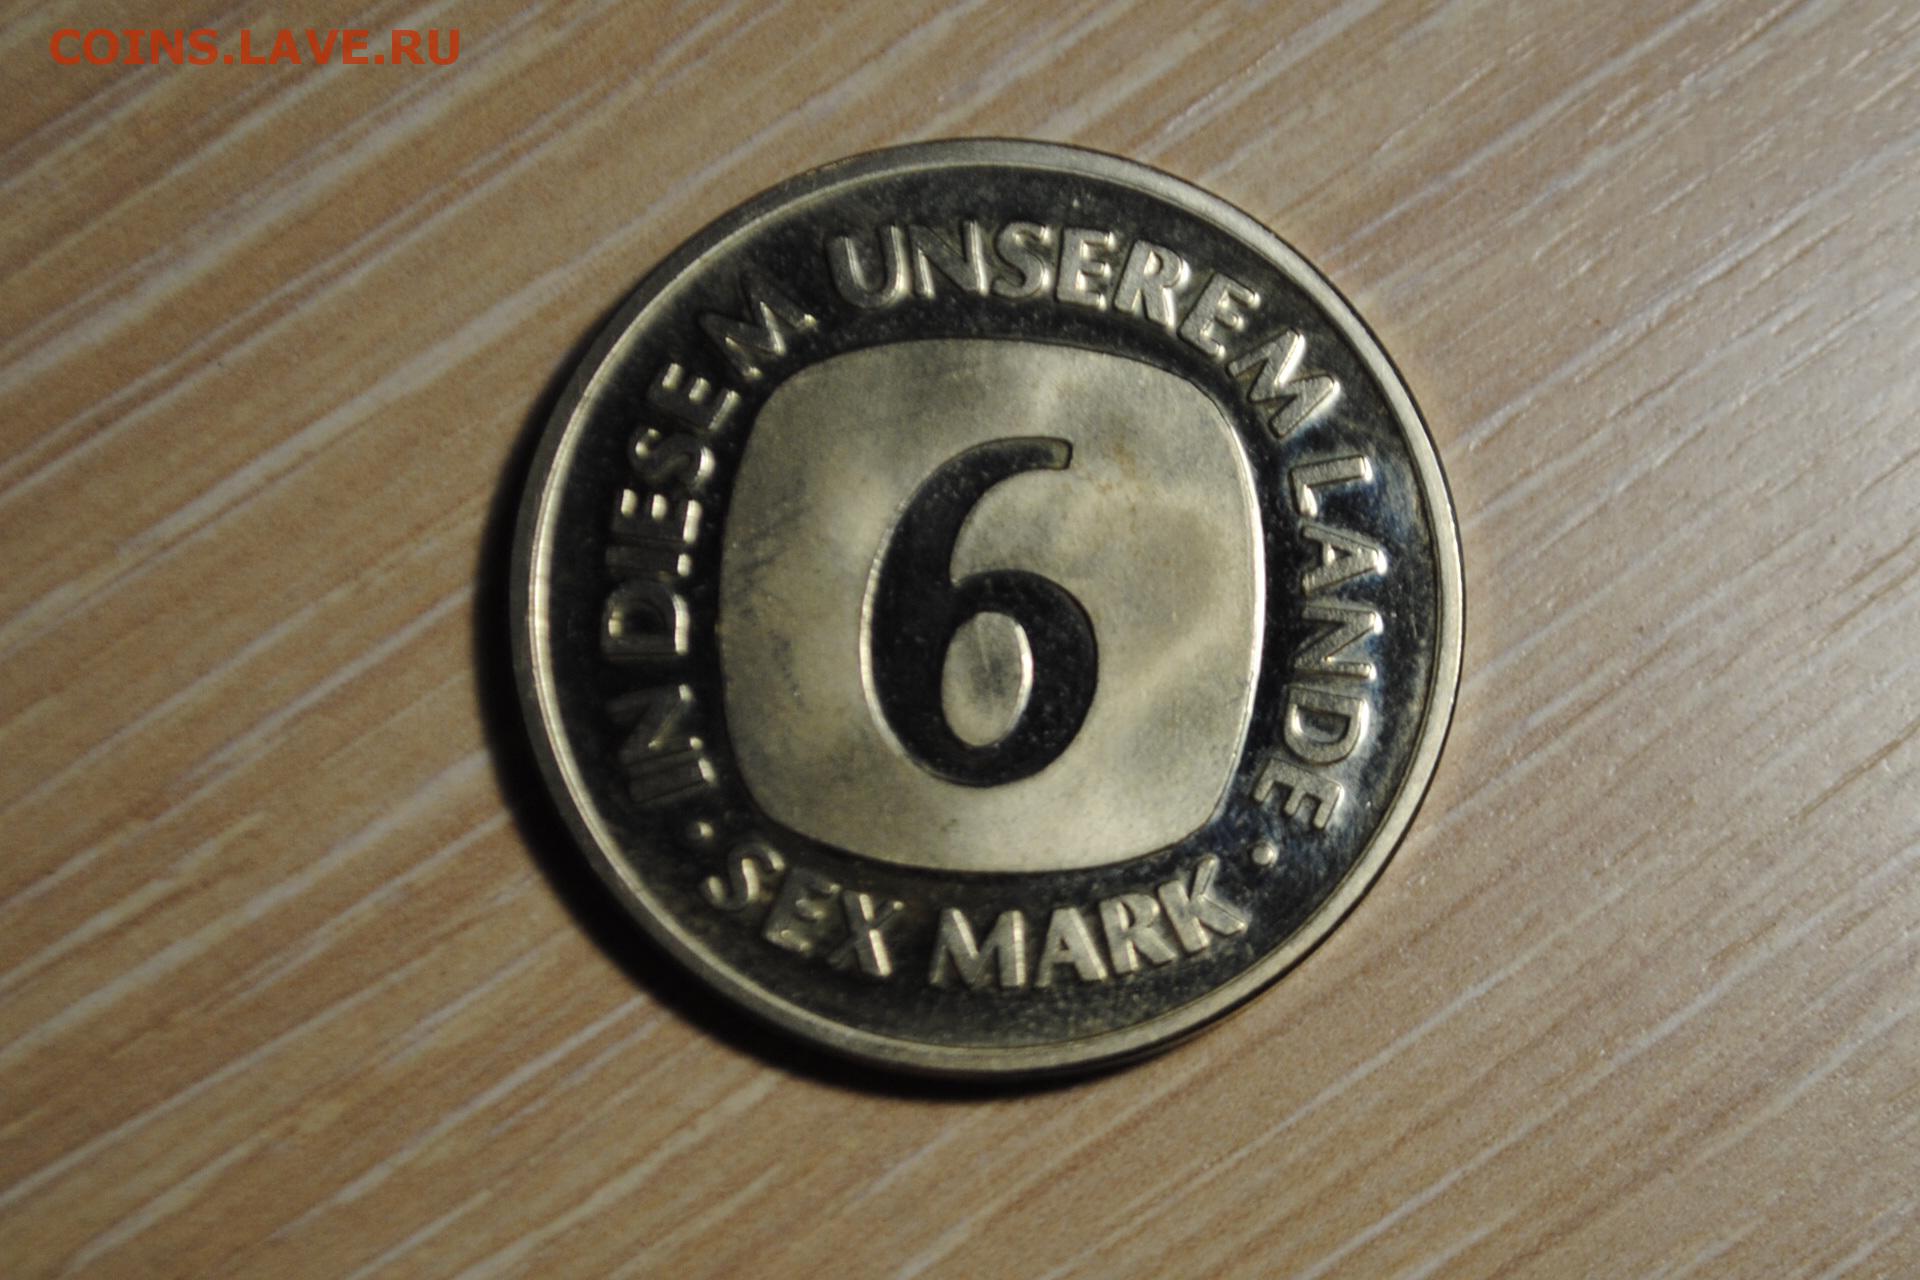 COINS.LAVE.RU
· IN DIESEM UNSEREM LANDE ·
6
SEX MARK